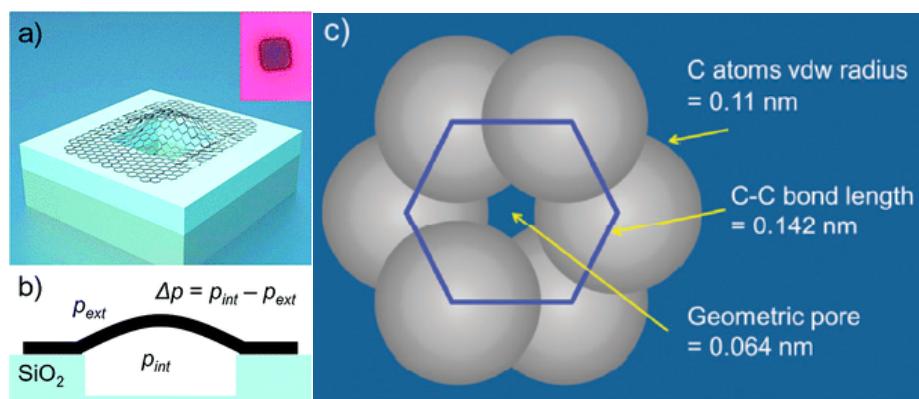 a)
b)
p_ext
Δp = p_int – p_ext
p_int
SiO₂
c)
C atoms vdw radius
= 0.11 nm
C-C bond length
= 0.142 nm
Geometric pore
= 0.064 nm